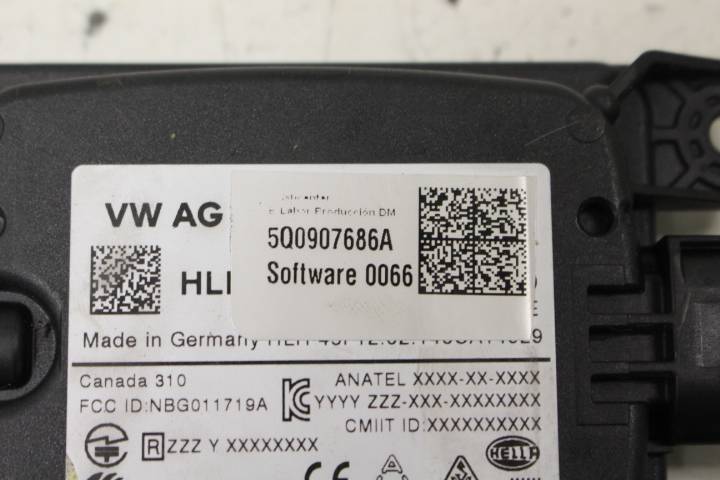 Labor Producción DM
VW AG
5Q0907686A
Software 0066
HL
Made in Germany
Canada 310
ANATEL XXXX-XX-XXXX
FCC ID:NBG011719A
YYYY ZZZ-XXX-XXXXXXXX
CMIIT ID:XXXXXXXXXX
R ZZZ Y XXXXXXXX
HELLA
CE